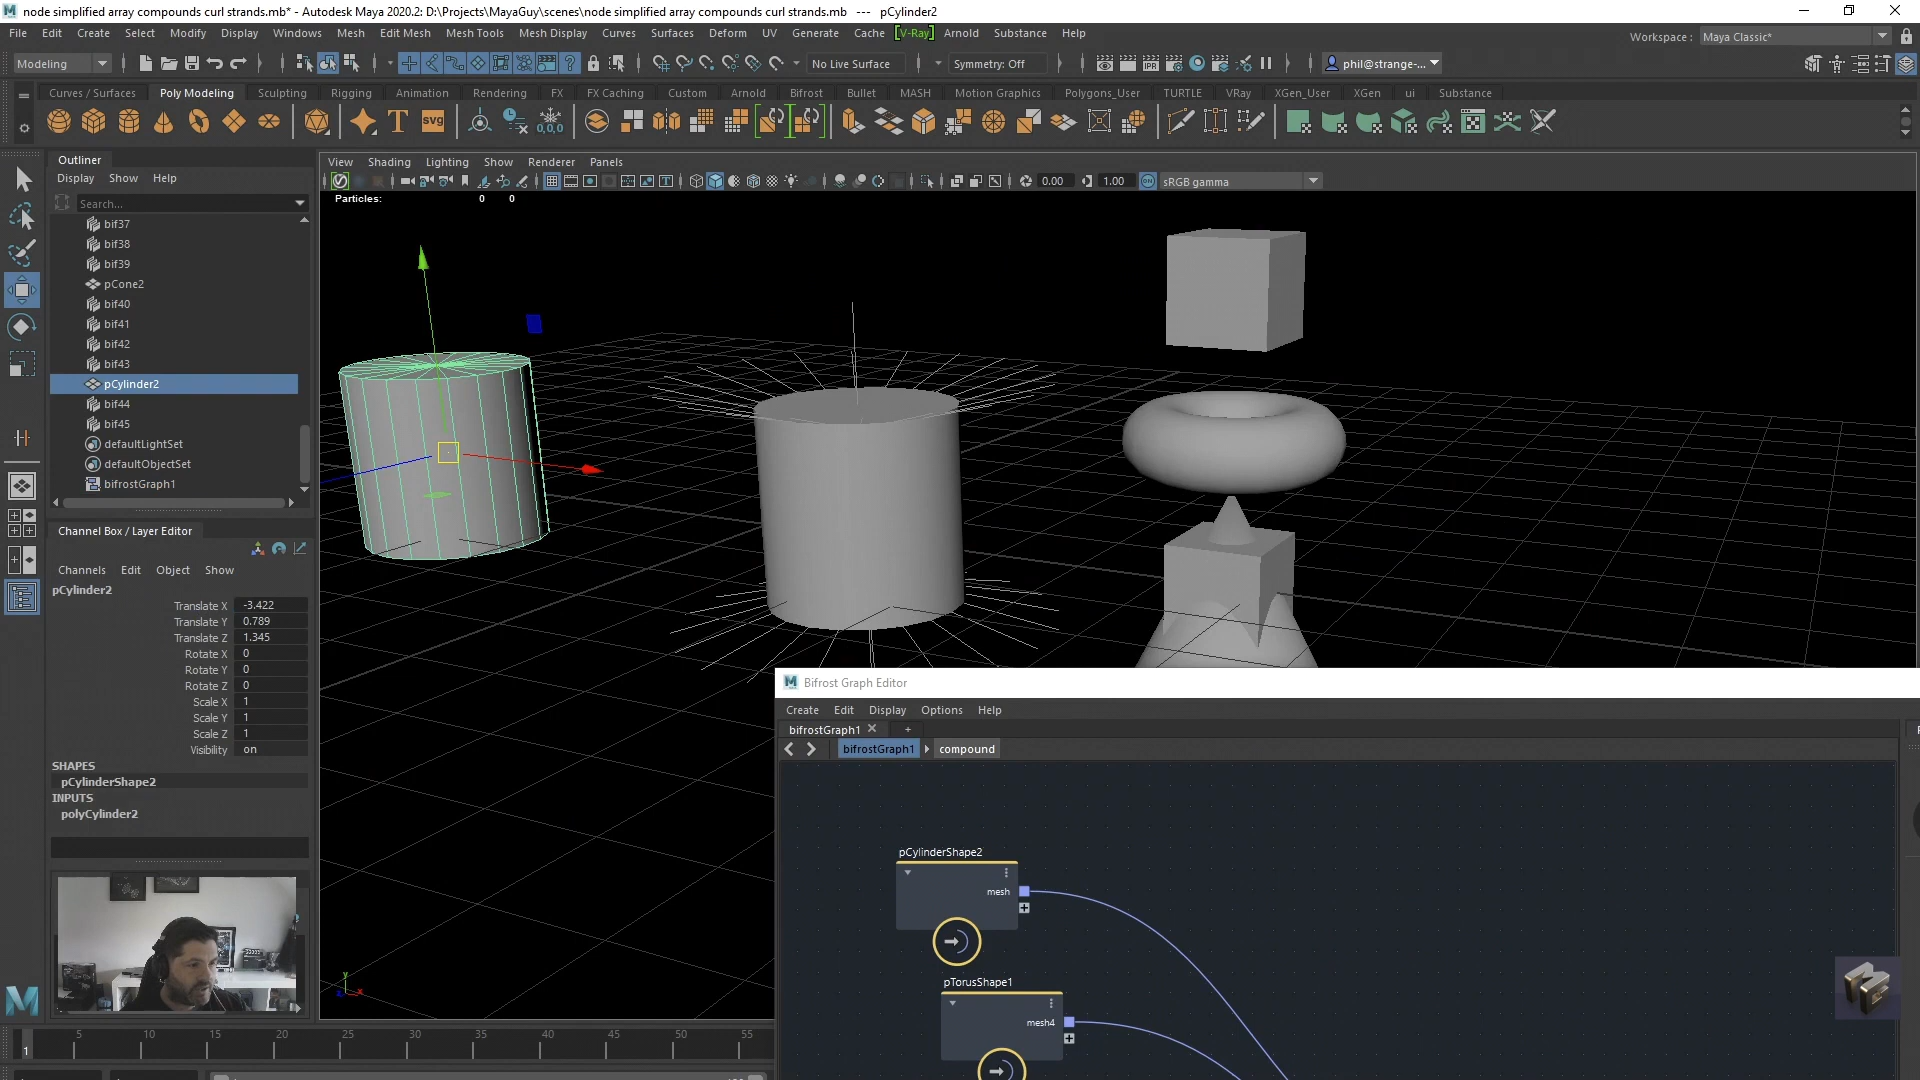 node simplified array compounds curl strands.mb* - Autodesk Maya 2020.2: D:\Projects\MayaGuy\scenes\node simplified array compounds curl strands.mb   ---   pCylinder2
File Edit Create Select Modify Display Windows Mesh Edit Mesh Mesh Tools Mesh Display Curves Surfaces Deform UV Generate Cache [V-Ray] Arnold Substance Help
Workspace : Maya Classic*
Modeling No Live Surface Symmetry: Off phil@strange-...
Curves / Surfaces Poly Modeling Sculpting Rigging Animation Rendering FX FX Caching Custom Arnold Bifrost Bullet MASH Motion Graphics Polygons_User TURTLE VRay XGen_User XGen ui Substance
T svg 0,0,0
Outliner
Display Show Help
Search...
bif37
bif38
bif39
pCone2
bif40
bif41
bif42
bif43
pCylinder2
bif44
bif45
defaultLightSet
defaultObjectSet
bifrostGraph1
View Shading Lighting Show Renderer Panels
0.00 1.00 sRGB gamma
Particles: 0 0
Channel Box / Layer Editor
Channels Edit Object Show
pCylinder2
Translate X -3.422
Translate Y 0.789
Translate Z 1.345
Rotate X 0
Rotate Y 0
Rotate Z 0
Scale X 1
Scale Y 1
Scale Z 1
Visibility on
SHAPES
pCylinderShape2
INPUTS
polyCylinder2
Bifrost Graph Editor
Create Edit Display Options Help
bifrostGraph1
bifrostGraph1 compound
pCylinderShape2
mesh
pTorusShape1
mesh4
y
x
5 10 15 20 25 30 35 40 45 50 55
1